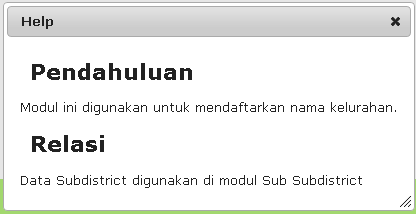 Help
Pendahuluan
Modul ini digunakan untuk mendaftarkan nama kelurahan.
Relasi
Data Subdistrict digunakan di modul Sub Subdistrict